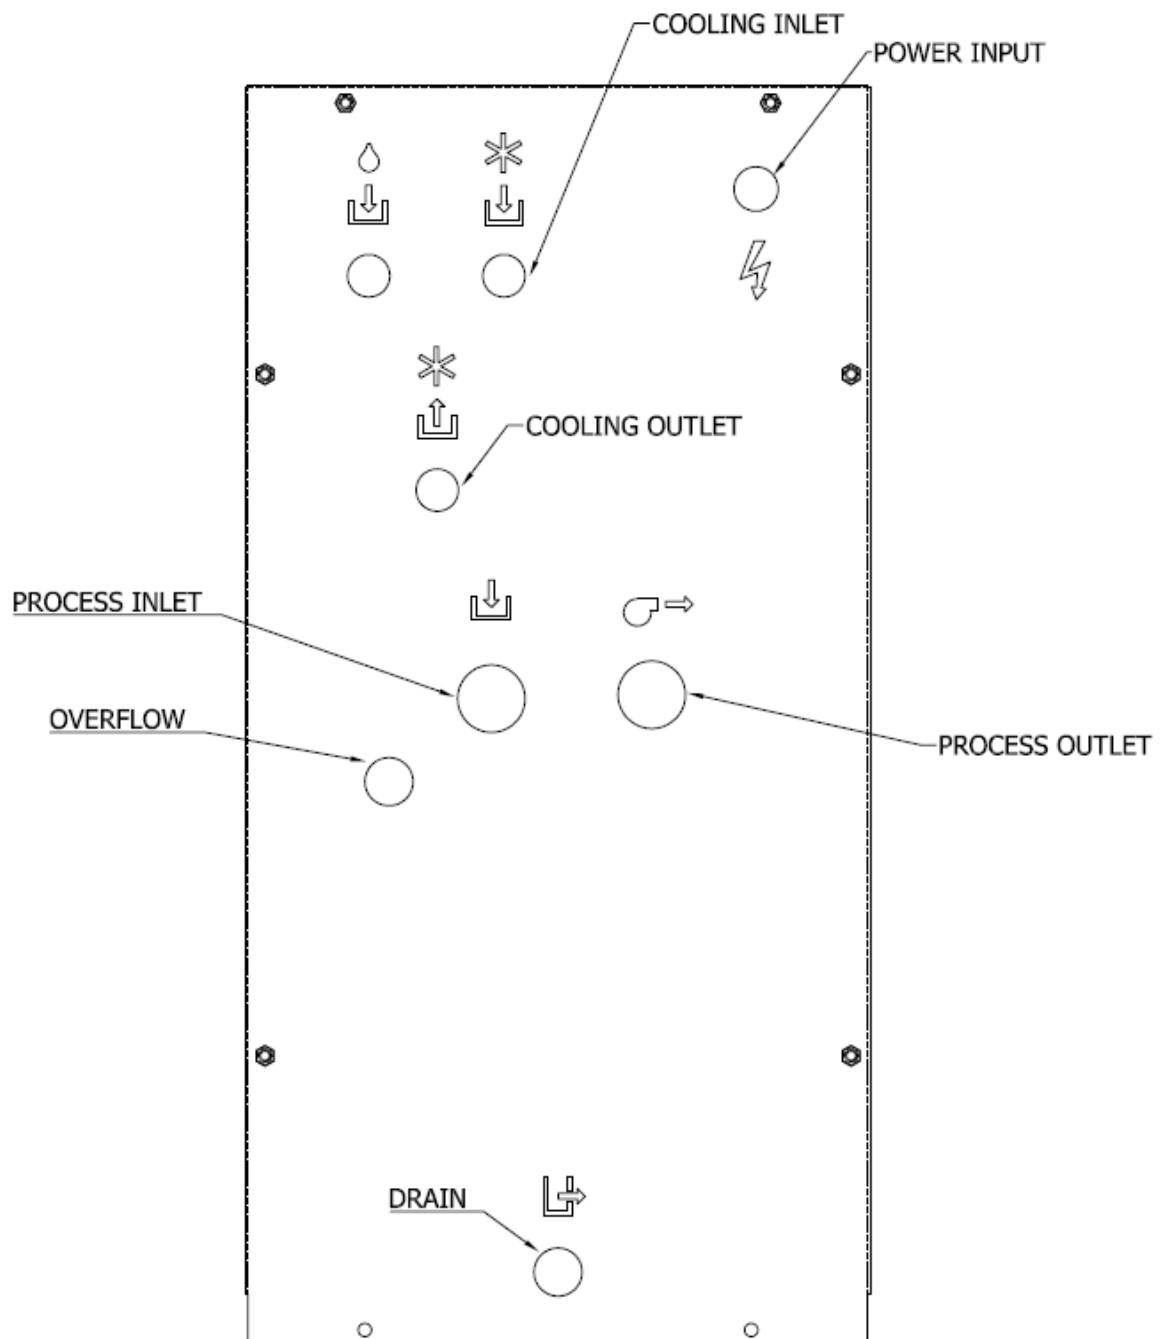 COOLING INLET
POWER INPUT
COOLING OUTLET
PROCESS INLET
OVERFLOW
PROCESS OUTLET
DRAIN